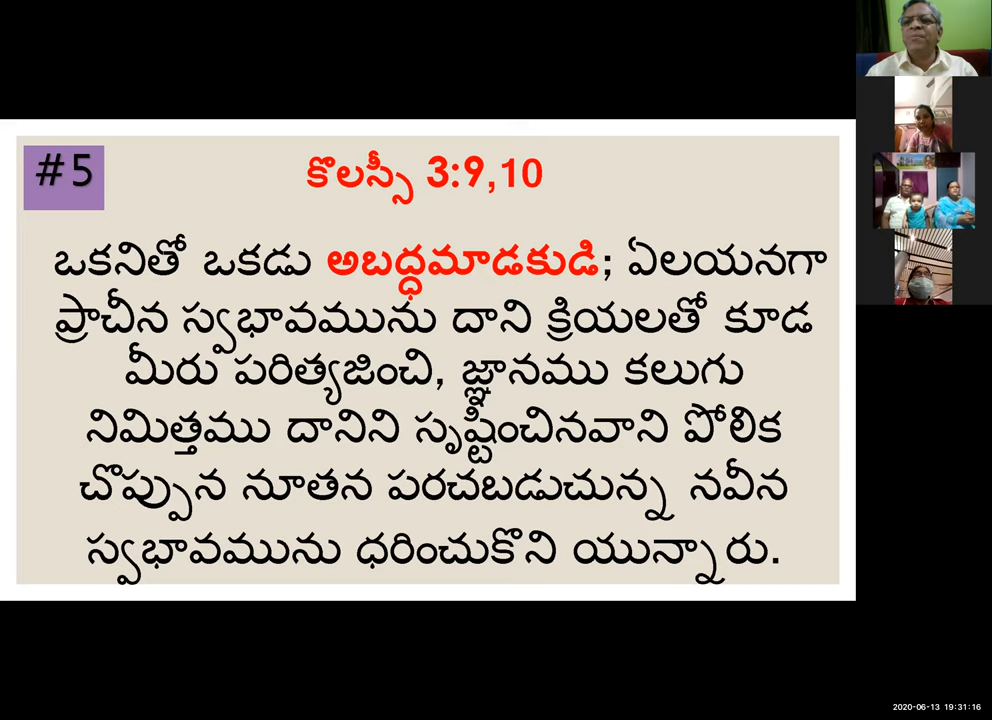 #5
కొలస్సీ 3:9,10
ఒకనితో ఒకడు అబద్ధమాడకుడి; ఏలయనగా
ప్రాచీన స్వభావమును దాని క్రియలతో కూడ
మీరు పరిత్యజించి, జ్ఞానము కలుగు
నిమిత్తము దానిని సృష్టించినవాని పోలిక
చొప్పున నూతన పరచబడుచున్న నవీన
స్వభావమును ధరించుకొని యున్నారు.
2020-06-13 19:31:16